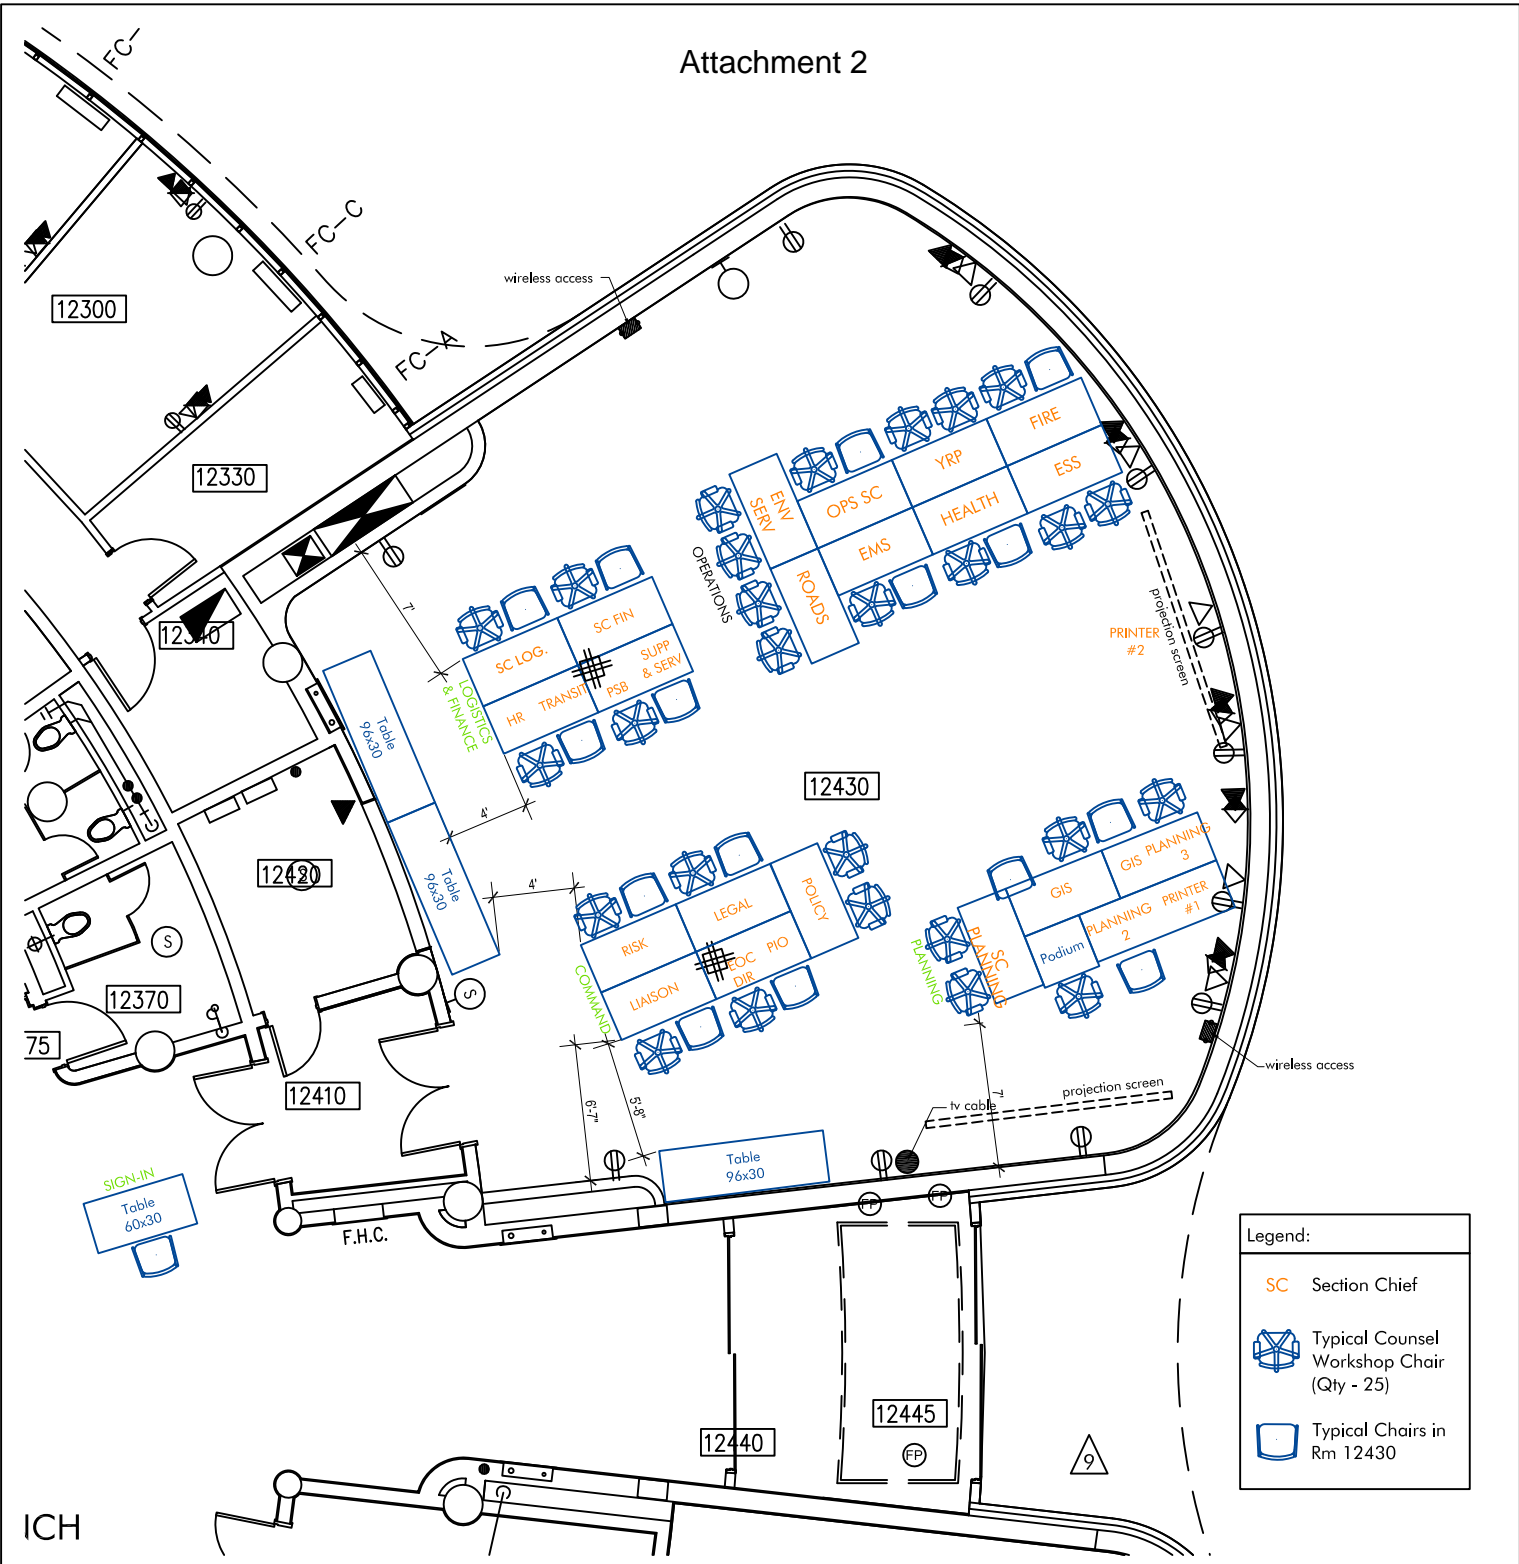 Attachment 2
FC-
FC-C
FC-A
wireless access
12300
12330
12340
12420
12370
75
12410
12430
FIRE
YRP
ESS
OPS SC
HEALTH
ENV
SERV
EMS
ROADS
OPERATIONS
PRINTER
#2
projection screen
7'
SC FIN
SC LOG.
SUPP
& SERV
PSB
TRANSIT
HR
LOGISTICS
& FINANCE
Table
96x30
Table
96x30
4'
4'
POLICY
LEGAL
RISK
PIO
EOC
DIR
LIAISON
COMMAND
GIS
PLANNING
3
GIS
PRINTER
#1
PLANNING
2
Podium
SC
PLANNING
PLANNING
S
S
S
wireless access
projection screen
tv cable
7'
6'-7"
5'-8"
Table
96x30
SIGN-IN
Table
60x30
F.H.C.
FP
FP
12445
12440
FP
9
ICH
Legend:
SC Section Chief
Typical Counsel
Workshop Chair
(Qty - 25)
Typical Chairs in
Rm 12430